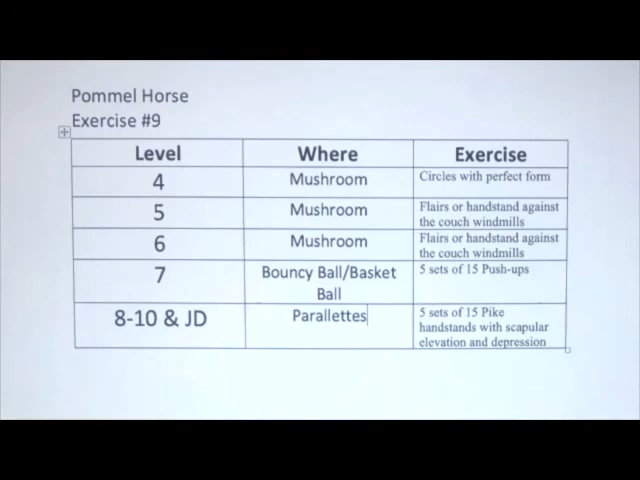 Pommel Horse
Exercise #9
Level Where Exercise
4 Mushroom Circles with perfect form
5 Mushroom Flairs or handstand against
the couch windmills
6 Mushroom Flairs or handstand against
the couch windmills
7 Bouncy Ball/Basket 5 sets of 15 Push-ups
Ball
8-10 & JD Parallettes 5 sets of 15 Pike
handstands with scapular
elevation and depression